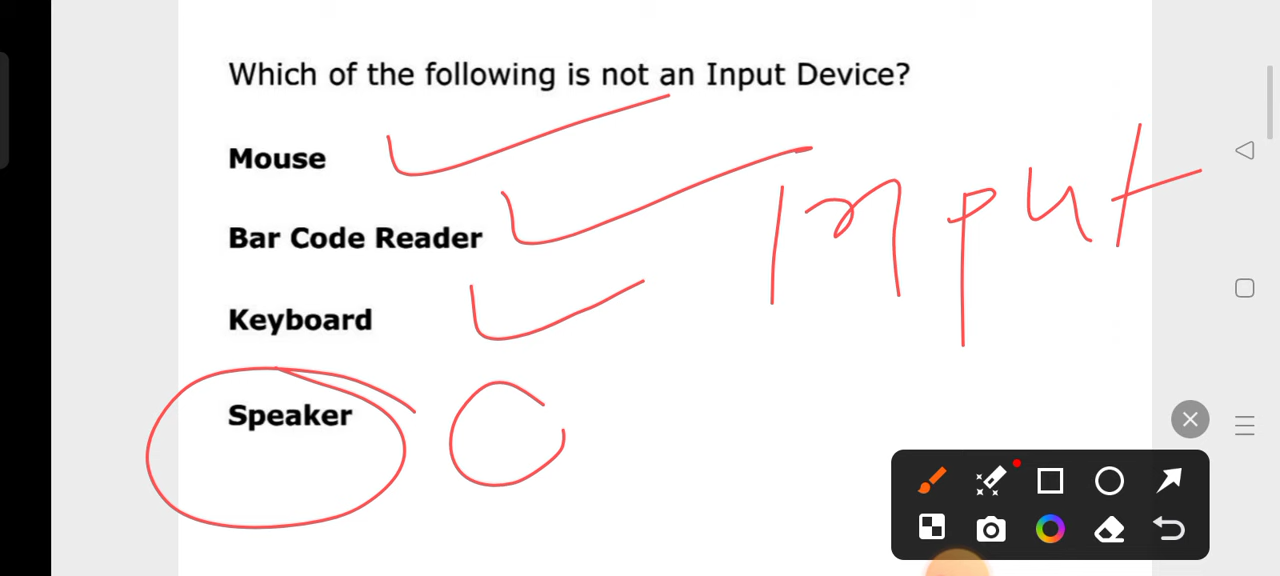 Which of the following is not an Input Device?
Mouse
Bar Code Reader
Input
Keyboard
Speaker